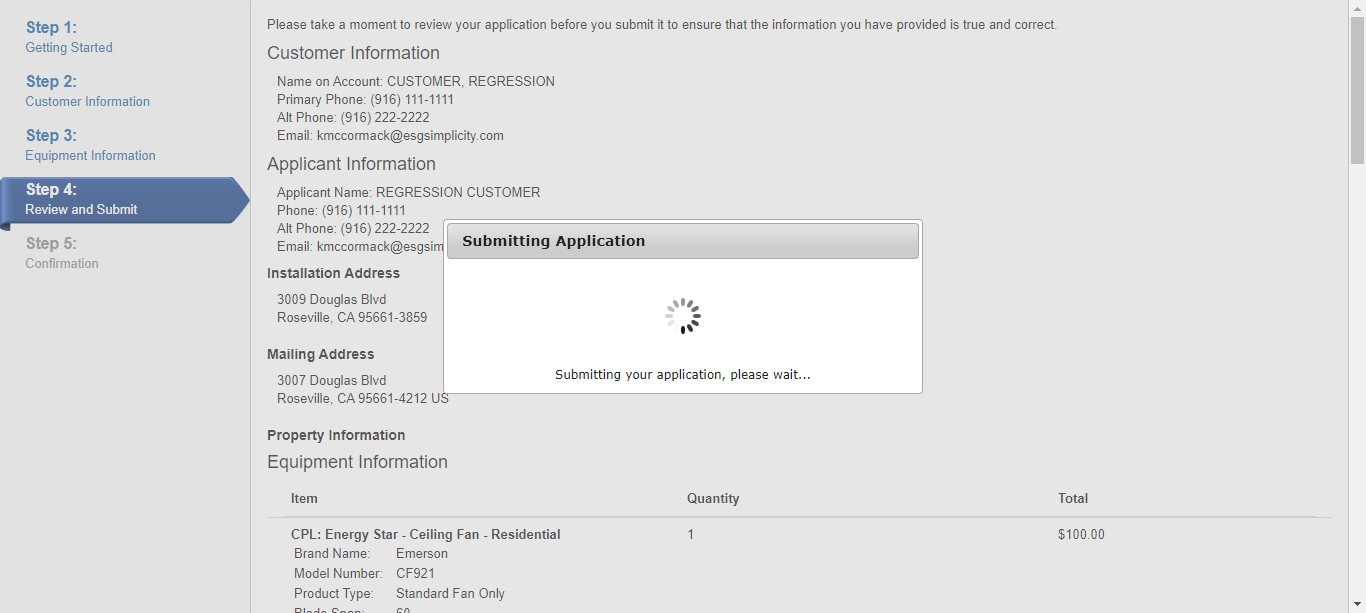 Step 1:
Getting Started
Step 2:
Customer Information
Step 3:
Equipment Information
Step 4:
Review and Submit
Step 5:
Confirmation
Please take a moment to review your application before you submit it to ensure that the information you have provided is true and correct.
Customer Information
Name on Account: CUSTOMER, REGRESSION
Primary Phone: (916) 111-1111
Alt Phone: (916) 222-2222
Email: kmccormack@esgsimplicity.com
Applicant Information
Applicant Name: REGRESSION CUSTOMER
Phone: (916) 111-1111
Alt Phone: (916) 222-2222
Email: kmccormack@esgsim
Installation Address
3009 Douglas Blvd
Roseville, CA 95661-3859
Mailing Address
3007 Douglas Blvd
Roseville, CA 95661-4212 US
Submitting Application
Submitting your application, please wait...
Property Information
Equipment Information
Item Quantity Total
CPL: Energy Star - Ceiling Fan - Residential 1 $100.00
Brand Name: Emerson
Model Number: CF921
Product Type: Standard Fan Only
Blade Span: 60